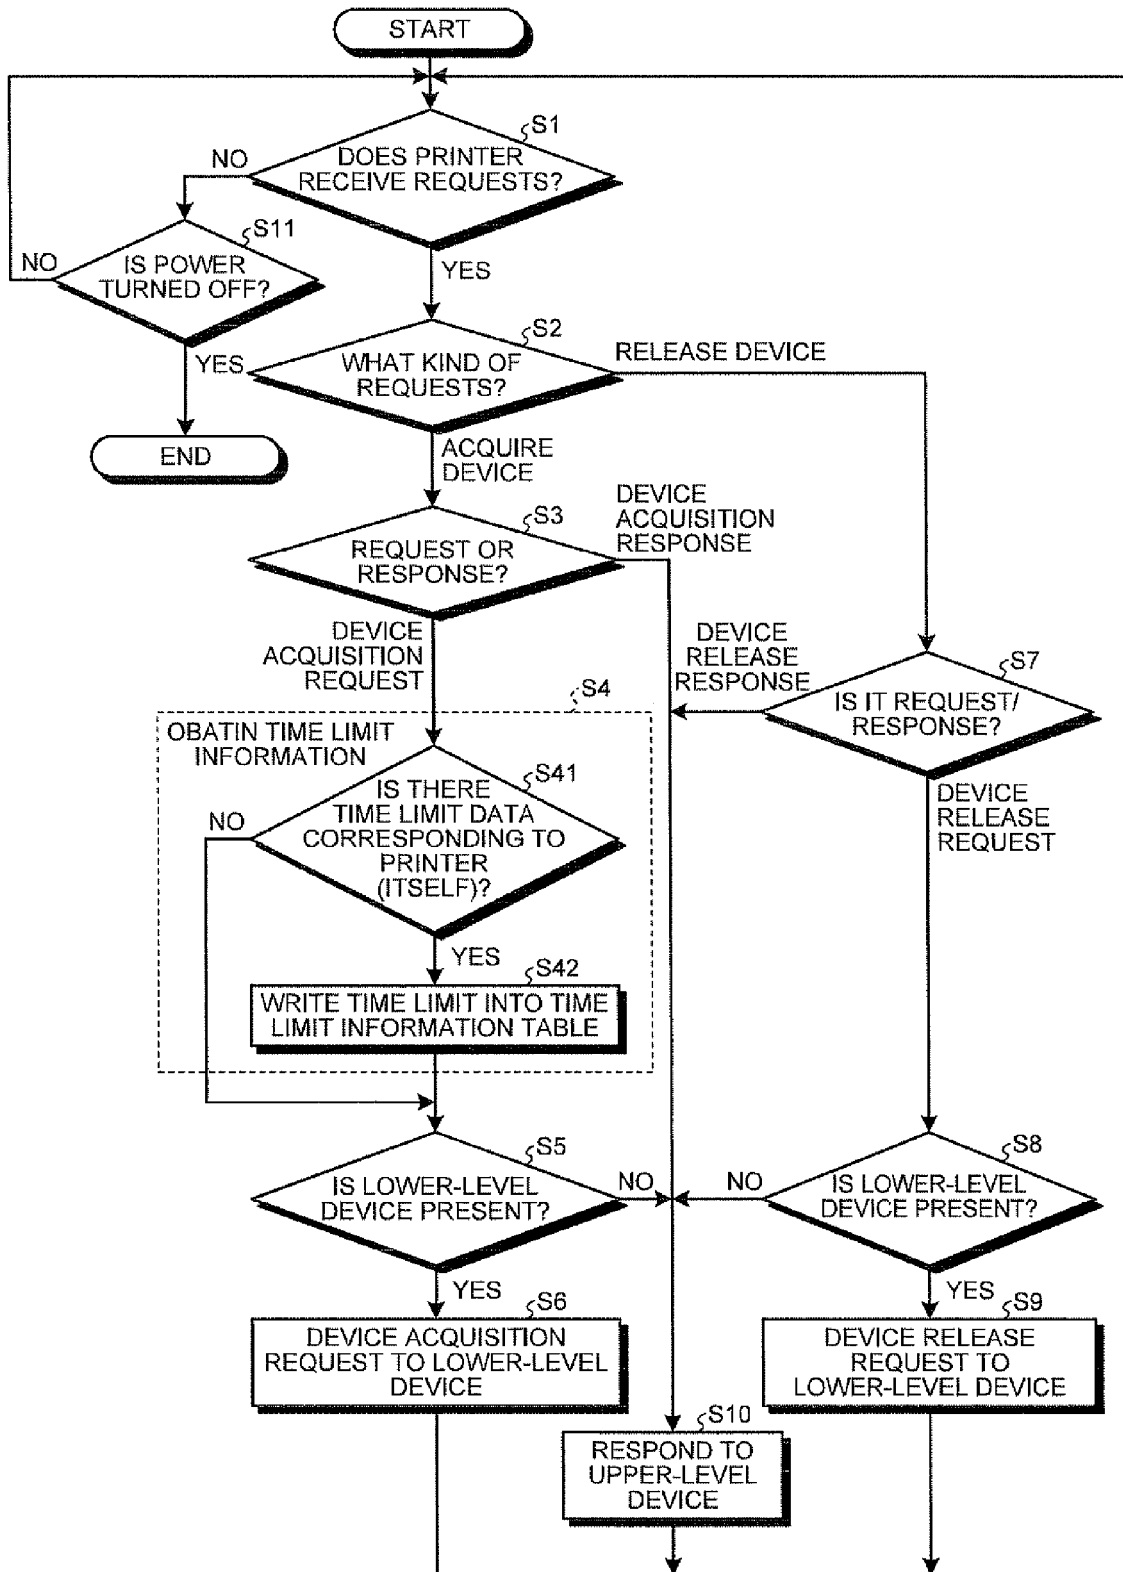 START
S1
DOES PRINTER
RECEIVE REQUESTS?
NO
YES
S11
IS POWER
TURNED OFF?
NO
YES
END
S2
WHAT KIND OF
REQUESTS?
RELEASE DEVICE
ACQUIRE
DEVICE
S3
REQUEST OR
RESPONSE?
DEVICE
ACQUISITION
RESPONSE
DEVICE
ACQUISITION
REQUEST
DEVICE
RELEASE
RESPONSE
S7
IS IT REQUEST/
RESPONSE?
DEVICE
RELEASE
REQUEST
S4
OBATIN TIME LIMIT
INFORMATION
S41
IS THERE
TIME LIMIT DATA
CORRESPONDING TO
PRINTER
(ITSELF)?
NO
YES
S42
WRITE TIME LIMIT INTO TIME
LIMIT INFORMATION TABLE
S5
IS LOWER-LEVEL
DEVICE PRESENT?
NO
YES
S8
IS LOWER-LEVEL
DEVICE PRESENT?
NO
YES
S6
DEVICE ACQUISITION
REQUEST TO LOWER-LEVEL
DEVICE
S9
DEVICE RELEASE
REQUEST TO
LOWER-LEVEL DEVICE
S10
RESPOND TO
UPPER-LEVEL
DEVICE